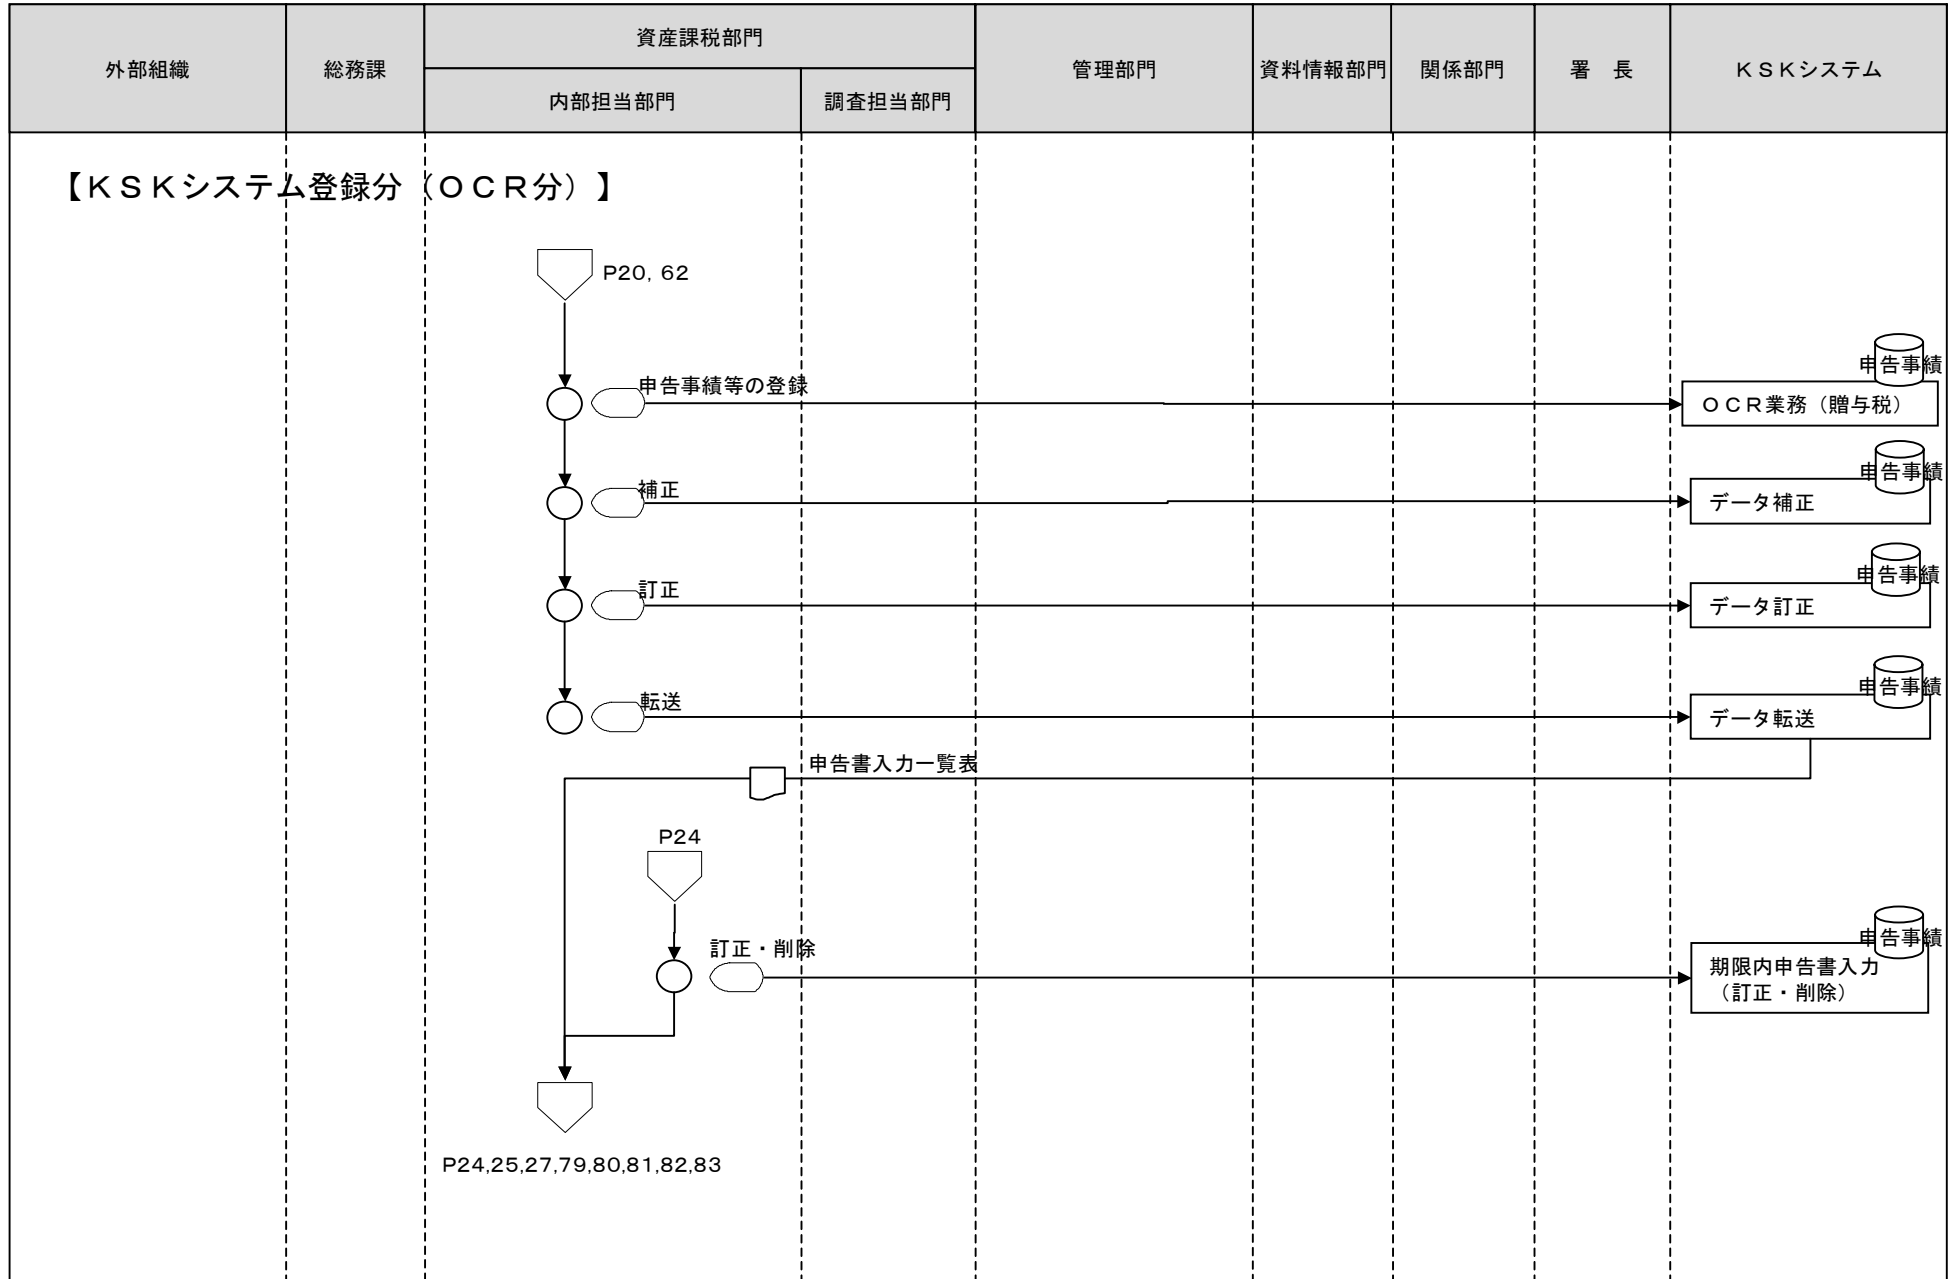 外部組織
総務課
資産課税部門
内部担当部門
調査担当部門
管理部門
資料情報部門
関係部門
署　長
ＫＳＫシステム
【ＫＳＫシステム登録分（ＯＣＲ分）】
P20, 62
申告事績等の登録
申告事績
ＯＣＲ業務（贈与税）
補正
申告事績
データ補正
訂正
申告事績
データ訂正
転送
申告事績
データ転送
申告書入力一覧表
P24
訂正・削除
申告事績
期限内申告書入力
（訂正・削除）
P24,25,27,79,80,81,82,83